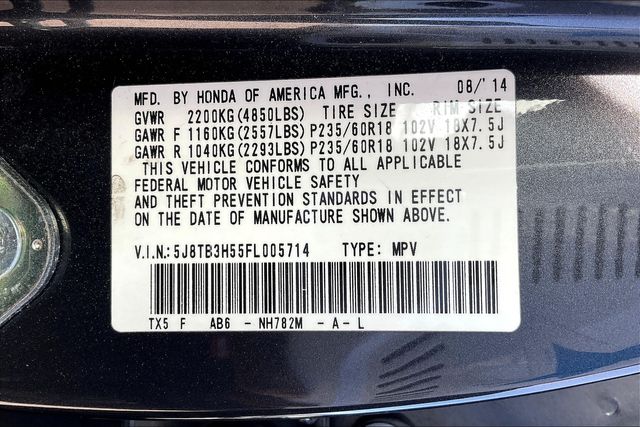 MFD. BY HONDA OF AMERICA MFG., INC. 08/'14
GVWR 2200KG(4850LBS) TIRE SIZE RIM SIZE
GAWR F 1160KG(2557LBS) P235/60R18 102V 18X7.5J
GAWR R 1040KG(2293LBS) P235/60R18 102V 18X7.5J
THIS VEHICLE CONFORMS TO ALL APPLICABLE
FEDERAL MOTOR VEHICLE SAFETY
AND THEFT PREVENTION STANDARDS IN EFFECT
ON THE DATE OF MANUFACTURE SHOWN ABOVE.
V.I.N.:5J8TB3H55FL005714 TYPE: MPV
TX5 F AB6 - NH782M - A - L